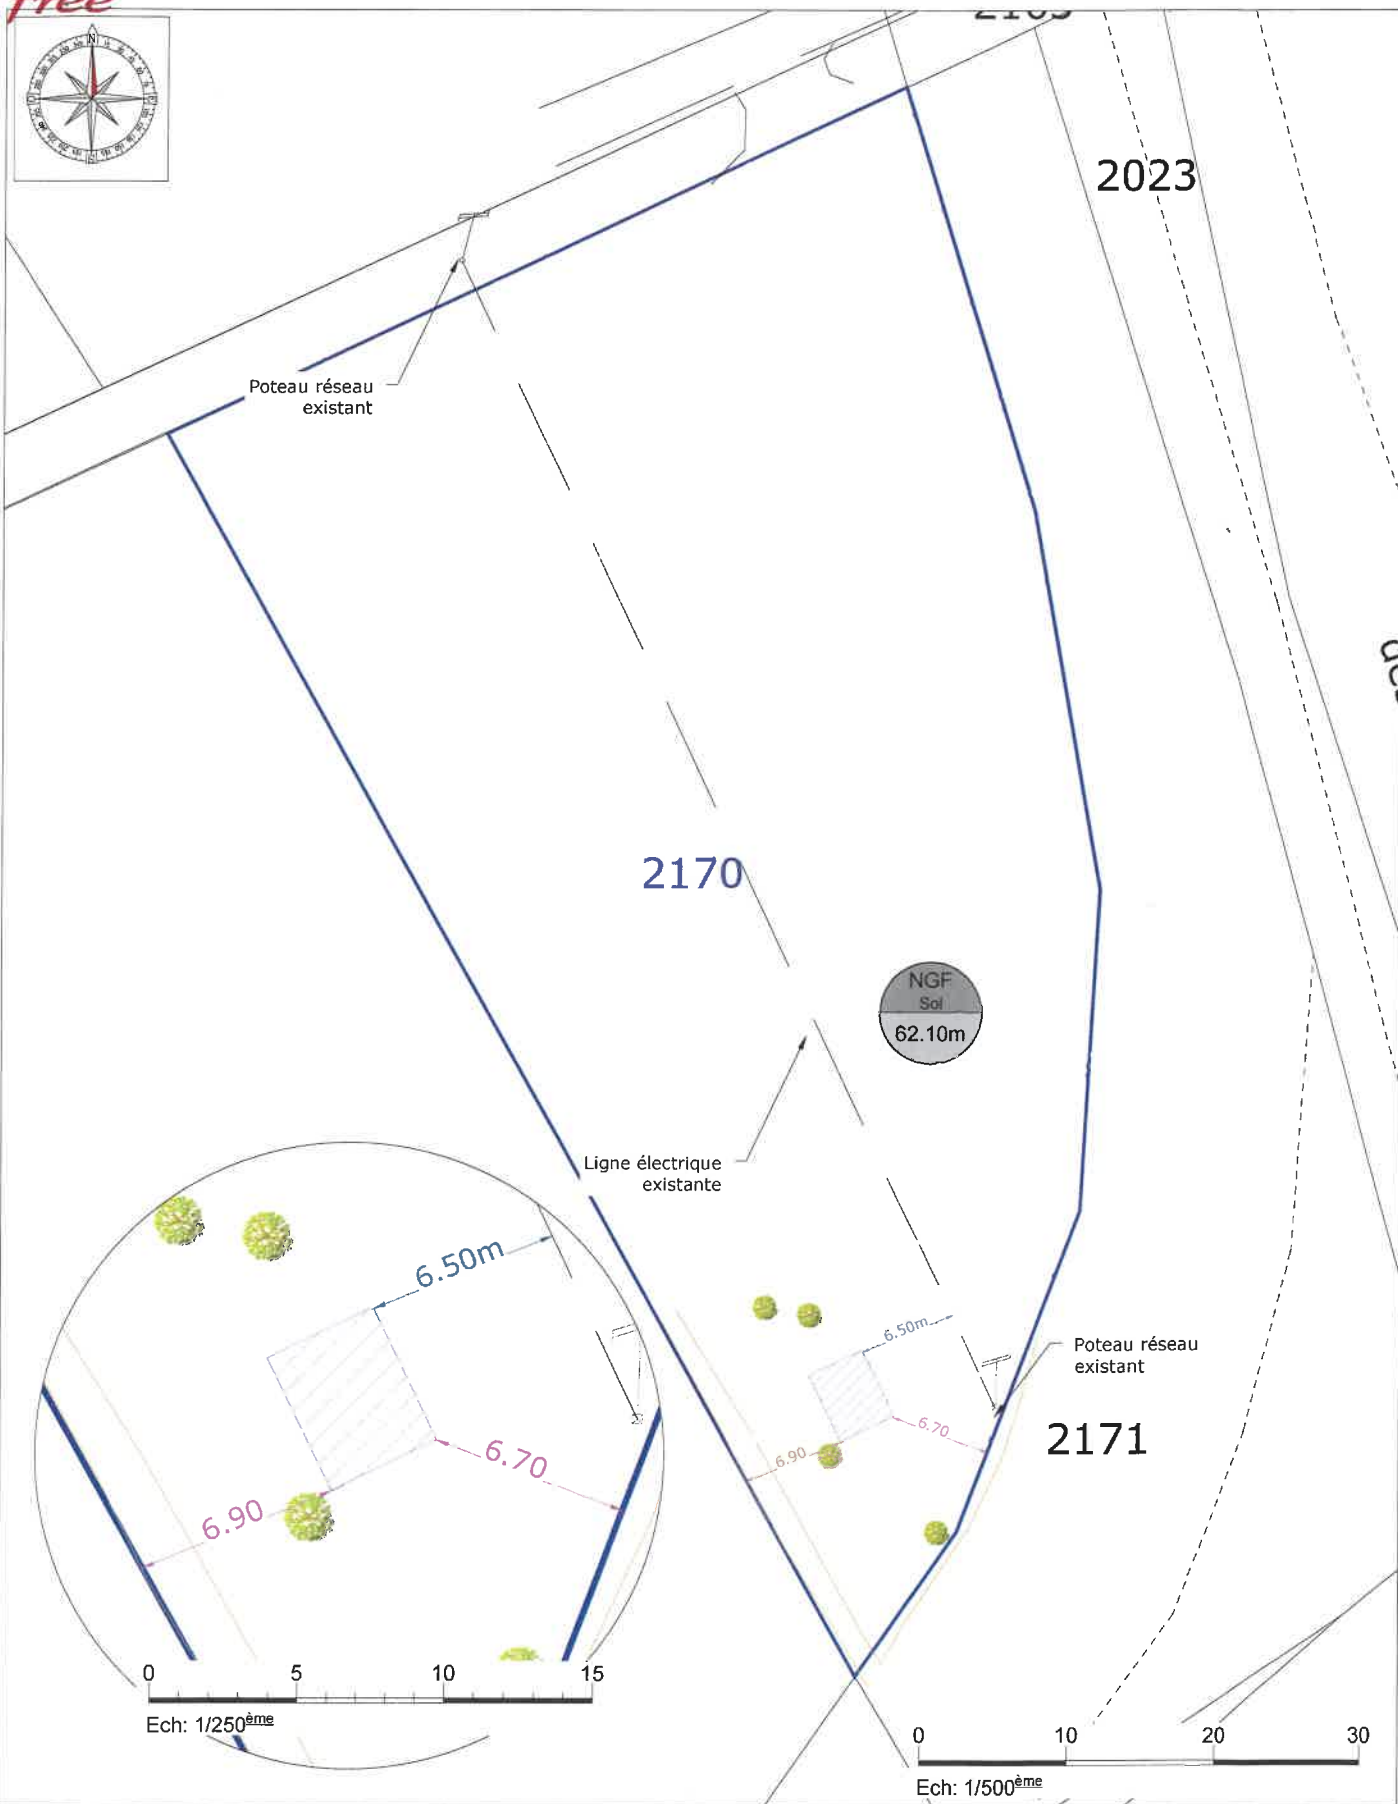 free
N
2023
Poteau réseau
existant
2170
NGF
Sol
62.10m
Ligne électrique
existante
6.50m
6.70
6.90
6.50m
6.70
6.90
Poteau réseau
existant
2171
0 5 10 15
Ech: 1/250ème
0 10 20 30
Ech: 1/500ème